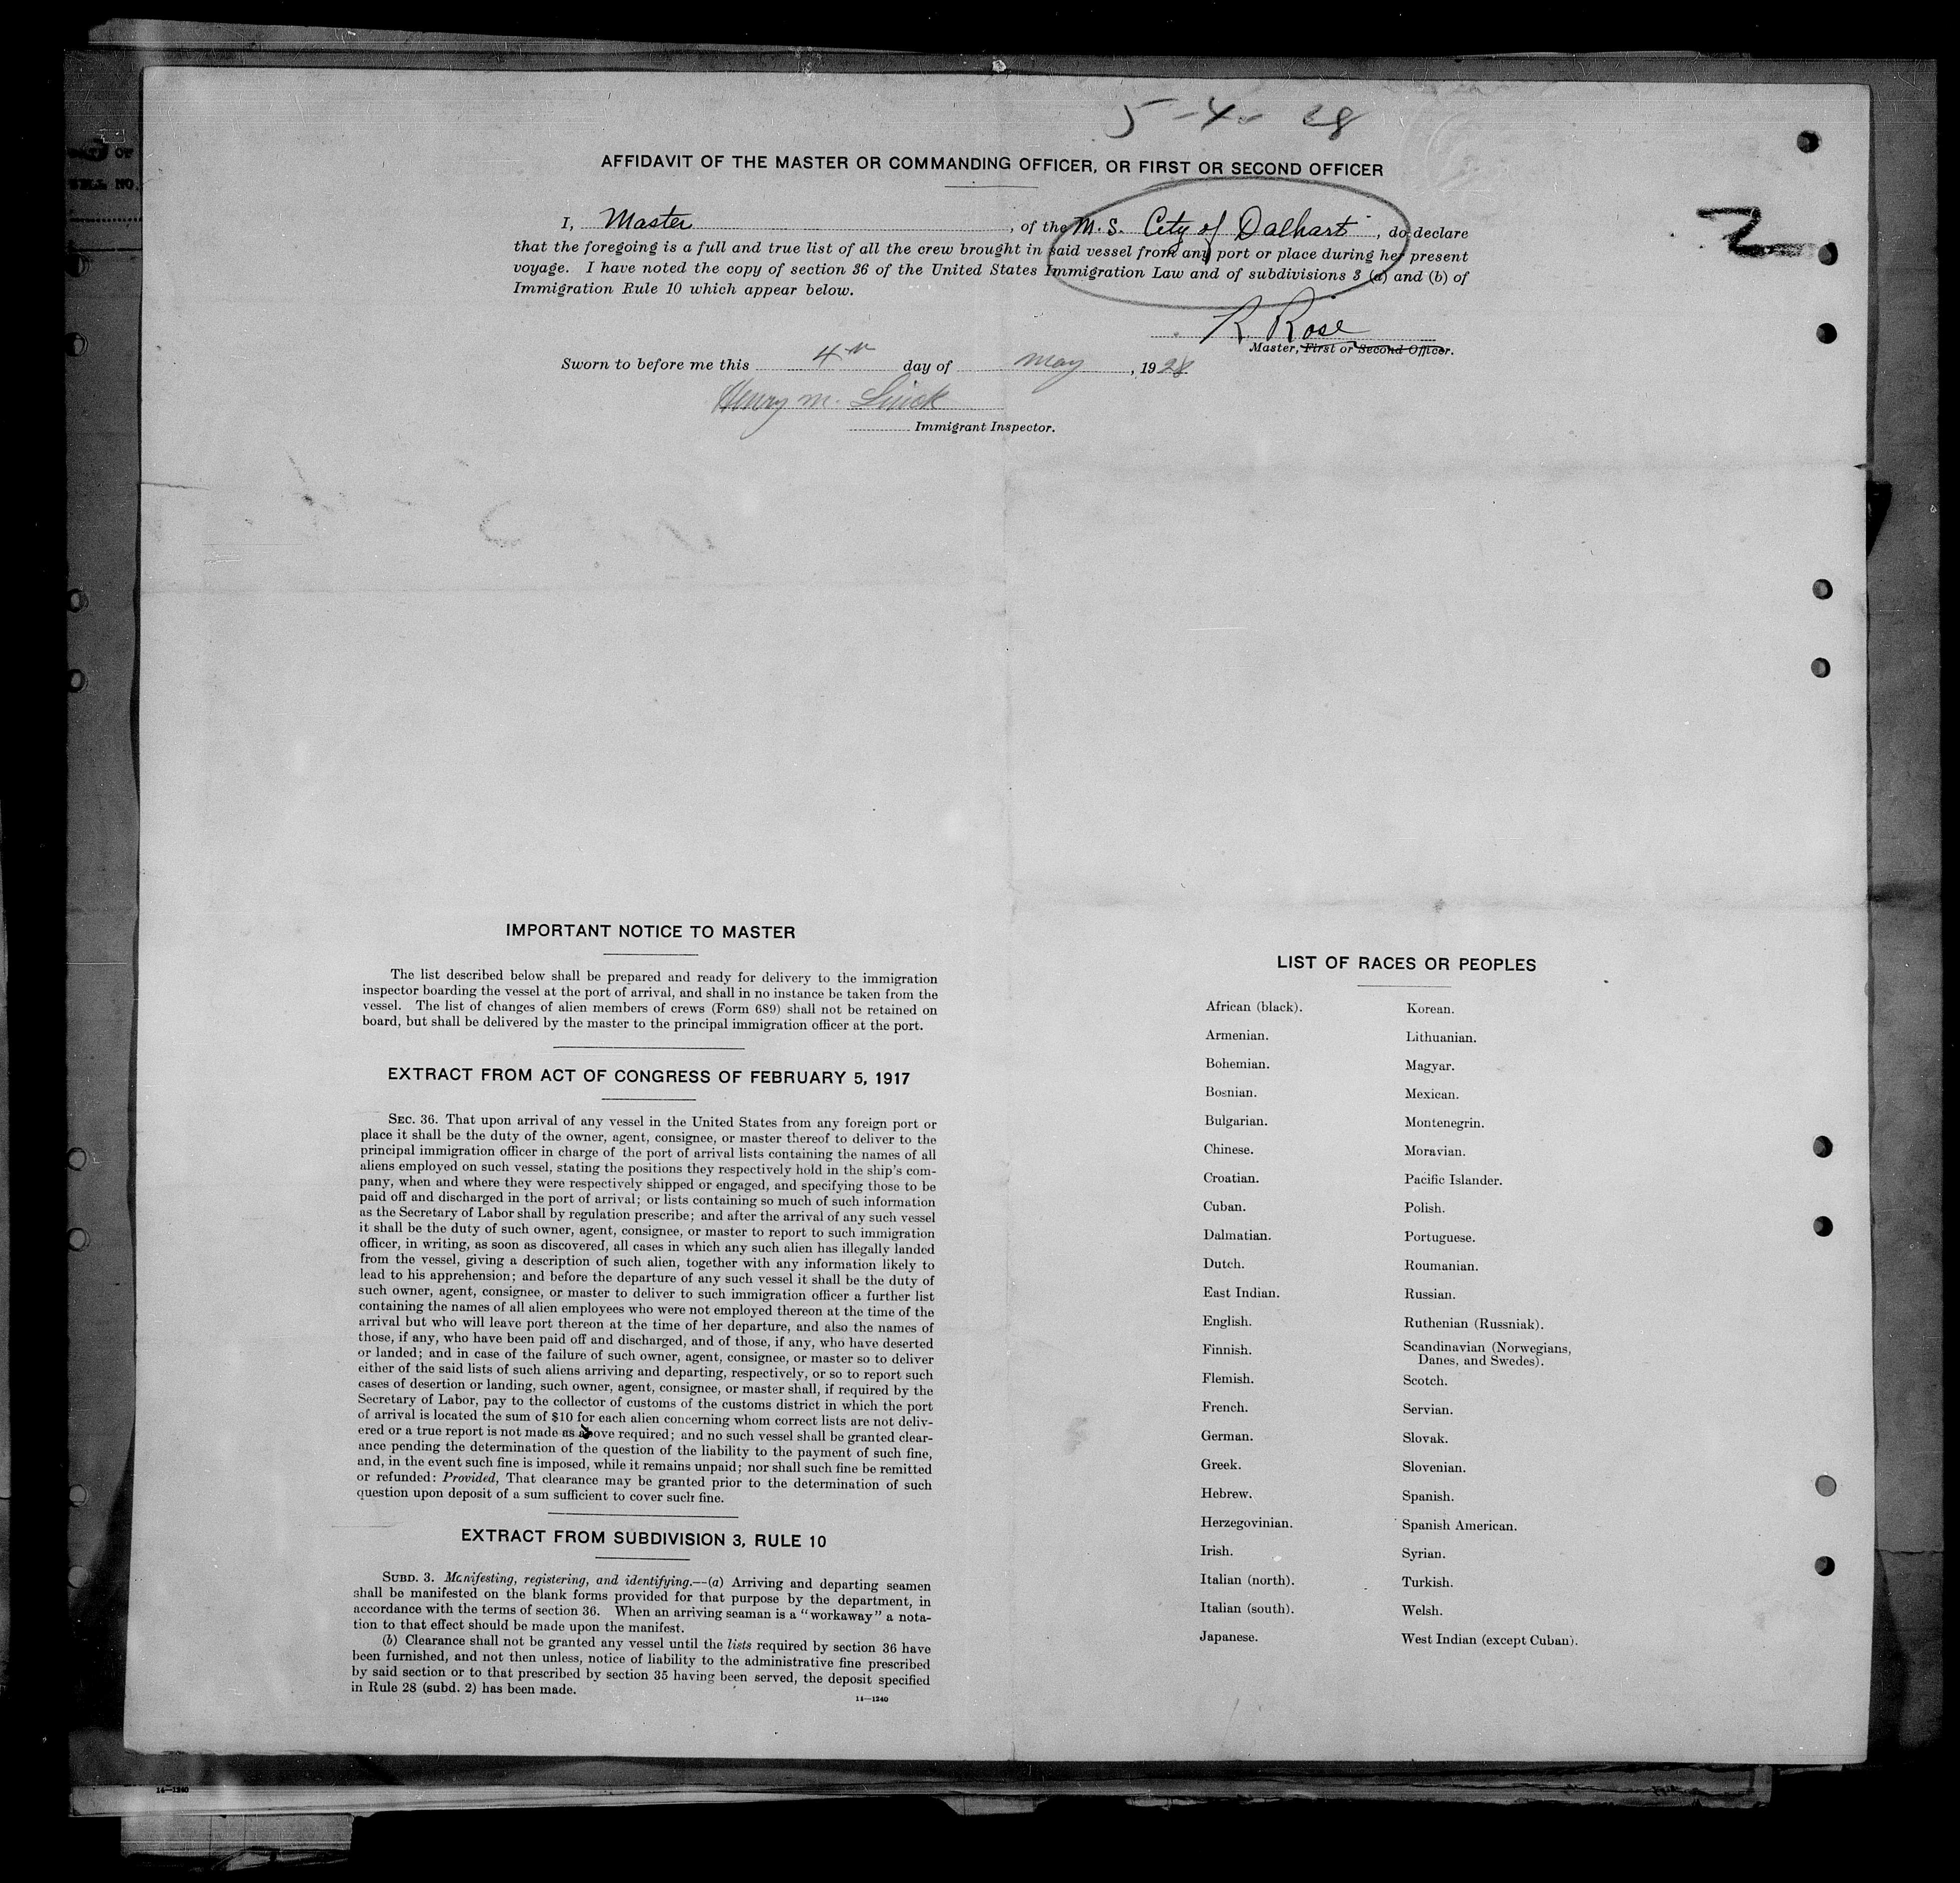 5-4-28
AFFIDAVIT OF THE MASTER OR COMMANDING OFFICER, OR FIRST OR SECOND OFFICER
2
I, Master, of the M.S. City of Dalhart, do declare
that the foregoing is a full and true list of all the crew brought in said vessel from any port or place during her present
voyage. I have noted the copy of section 36 of the United States Immigration Law and of subdivisions 3 (a) and (b) of
Immigration Rule 10 which appear below.
R. Rose
Master, First or Second Officer.
Sworn to before me this 4th day of May, 1928
Henry M.
Immigrant Inspector.
IMPORTANT NOTICE TO MASTER
The list described below shall be prepared and ready for delivery to the immigration
inspector boarding the vessel at the port of arrival, and shall in no instance be taken from the
vessel. The list of changes of alien members of crews (Form 689) shall not be retained on
board, but shall be delivered by the master to the principal immigration officer at the port.
EXTRACT FROM ACT OF CONGRESS OF FEBRUARY 5, 1917
SEC. 36. That upon arrival of any vessel in the United States from any foreign port or
place it shall be the duty of the owner, agent, consignee, or master thereof to deliver to the
principal immigration officer in charge of the port of arrival lists containing the names of all
aliens employed on such vessel, stating the positions they respectively hold in the ship's com-
pany, when and where they were respectively shipped or engaged, and specifying those to be
paid off and discharged in the port of arrival; or lists containing so much of such information
as the Secretary of Labor shall by regulation prescribe; and after the arrival of any such vessel
it shall be the duty of such owner, agent, consignee, or master to report to such immigration
officer, in writing, as soon as discovered, all cases in which any such alien has illegally landed
from the vessel, giving a description of such alien, together with any information likely to
lead to his apprehension; and before the departure of any such vessel it shall be the duty of
such owner, agent, consignee, or master to deliver to such immigration officer a further list
containing the names of all alien employees who were not employed thereon at the time of the
arrival but who will leave port thereon at the time of her departure, and also the names of
those, if any, who have been paid off and discharged, and of those, if any, who have deserted
or landed; and in case of the failure of such owner, agent, consignee, or master so to deliver
either of the said lists of such aliens arriving and departing, respectively, or so to report such
cases of desertion or landing, such owner, agent, consignee, or master shall, if required by the
Secretary of Labor, pay to the collector of customs of the customs district in which the port
of arrival is located the sum of $10 for each alien concerning whom correct lists are not deliv-
ered or a true report is not made as above required; and no such vessel shall be granted clear-
ance pending the determination of the question of the liability to the payment of such fine,
and, in the event such fine is imposed, while it remains unpaid; nor shall such fine be remitted
or refunded: Provided, That clearance may be granted prior to the determination of such
question upon deposit of a sum sufficient to cover such fine.
EXTRACT FROM SUBDIVISION 3, RULE 10
SUBD. 3. Manifesting, registering, and identifying.—(a) Arriving and departing seamen
shall be manifested on the blank forms provided for that purpose by the department, in
accordance with the terms of section 36. When an arriving seaman is a "workaway" a nota-
tion to that effect should be made upon the manifest.
(b) Clearance shall not be granted any vessel until the lists required by section 36 have
been furnished, and not then unless, notice of liability to the administrative fine prescribed
by said section or to that prescribed by section 35 having been served, the deposit specified
in Rule 28 (subd. 2) has been made.
14—1240
LIST OF RACES OR PEOPLES
African (black).
Armenian.
Bohemian.
Bosnian.
Bulgarian.
Chinese.
Croatian.
Cuban.
Dalmatian.
Dutch.
East Indian.
English.
Finnish.
Flemish.
French.
German.
Greek.
Hebrew.
Herzegovinian.
Irish.
Italian (north).
Italian (south).
Japanese.
Korean.
Lithuanian.
Magyar.
Mexican.
Montenegrin.
Moravian.
Pacific Islander.
Polish.
Portuguese.
Roumanian.
Russian.
Ruthenian (Russniak).
Scandinavian (Norwegians,
Danes, and Swedes).
Scotch.
Servian.
Slovak.
Slovenian.
Spanish.
Spanish American.
Syrian.
Turkish.
Welsh.
West Indian (except Cuban).
14—1240